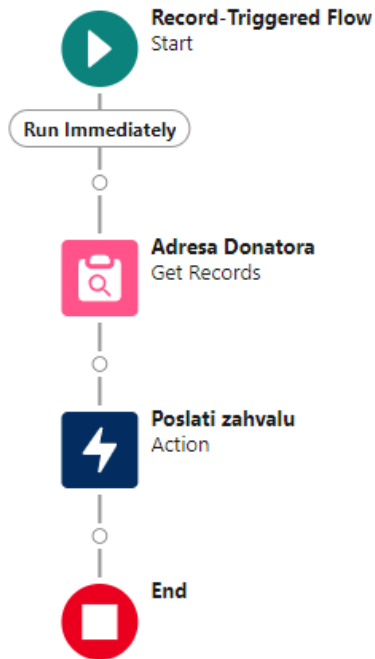 Record-Triggered Flow
Start
Run Immediately
Adresa Donatora
Get Records
Poslati zahvalu
Action
End